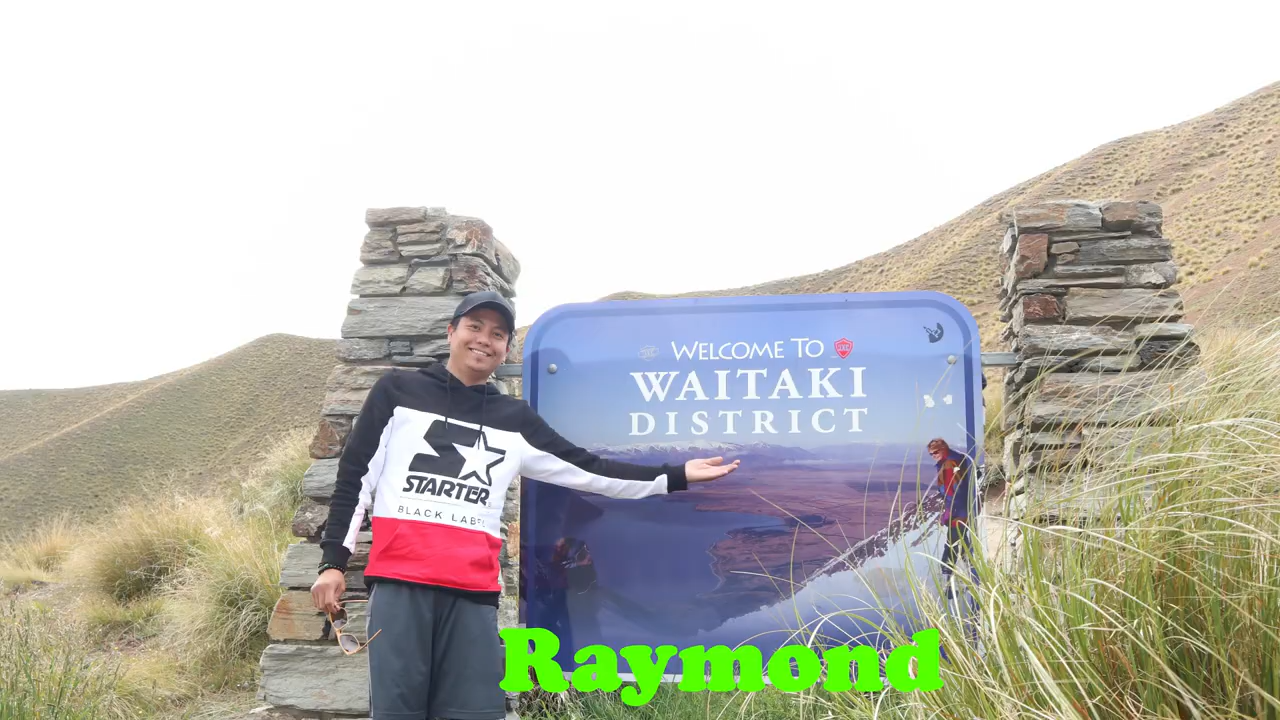 WELCOME TO
WAITAKI
DISTRICT
STARTER
BLACK LABEL
Raymond